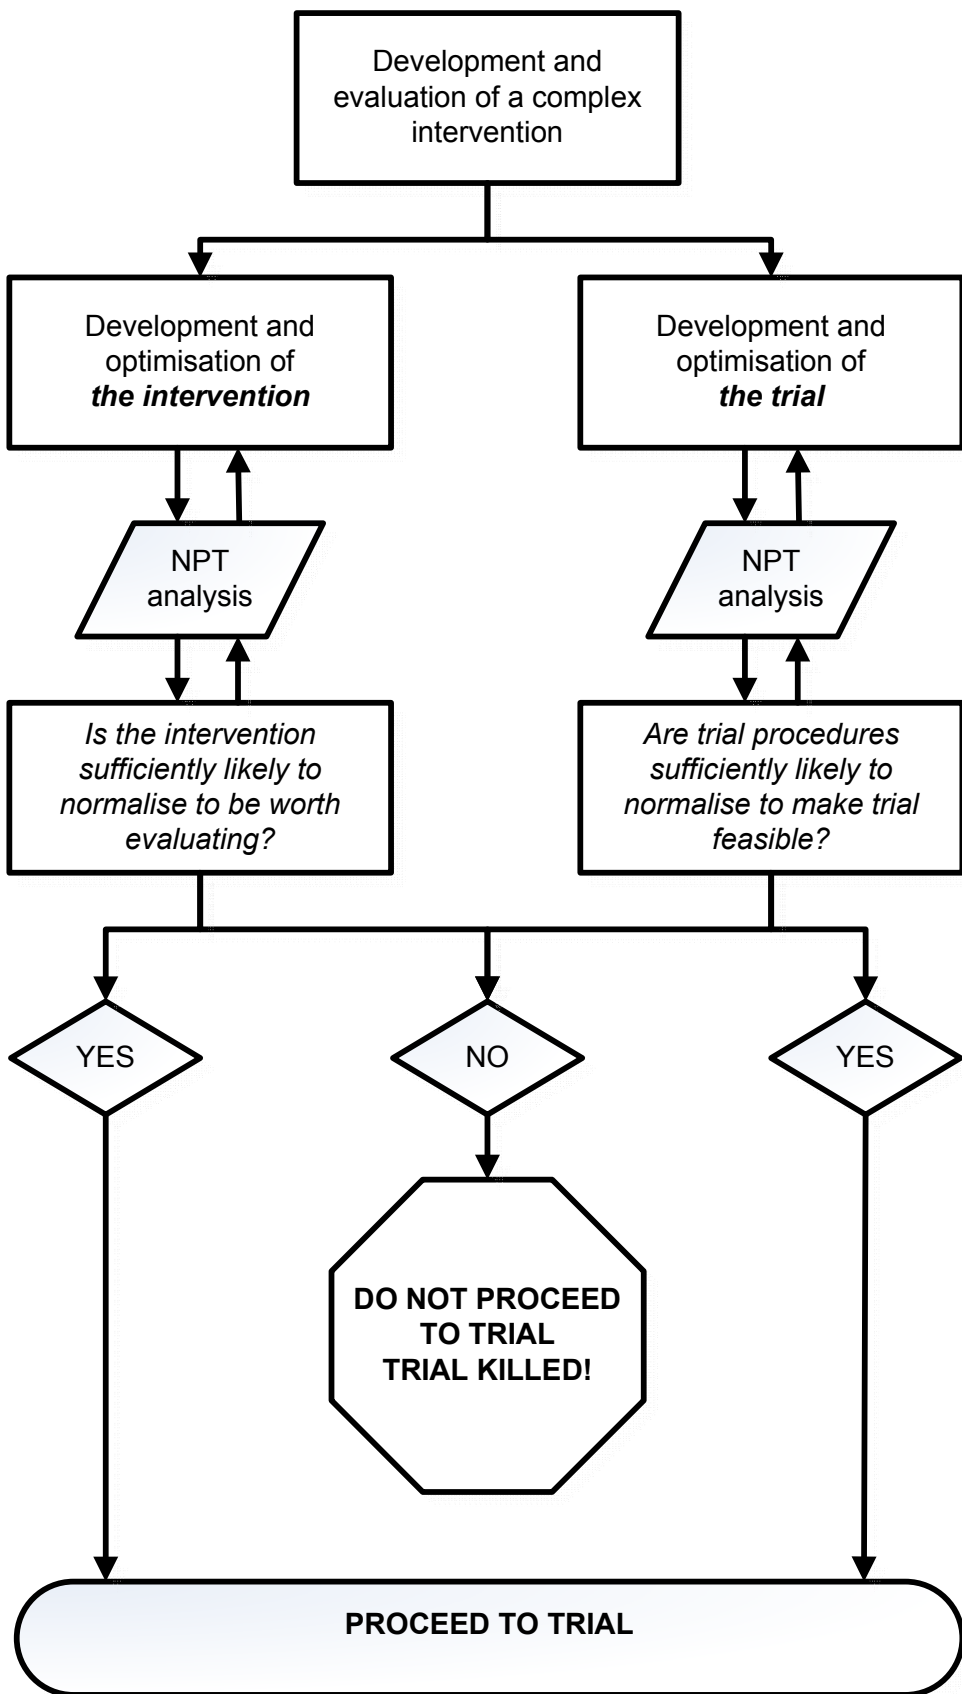 Development and
evaluation of a complex
intervention
Development and
optimisation of
the intervention
Development and
optimisation of
the trial
NPT
analysis
NPT
analysis
Is the intervention
sufficiently likely to
normalise to be worth
evaluating?
Are trial procedures
sufficiently likely to
normalise to make trial
feasible?
YES
NO
YES
DO NOT PROCEED
TO TRIAL
TRIAL KILLED!
PROCEED TO TRIAL